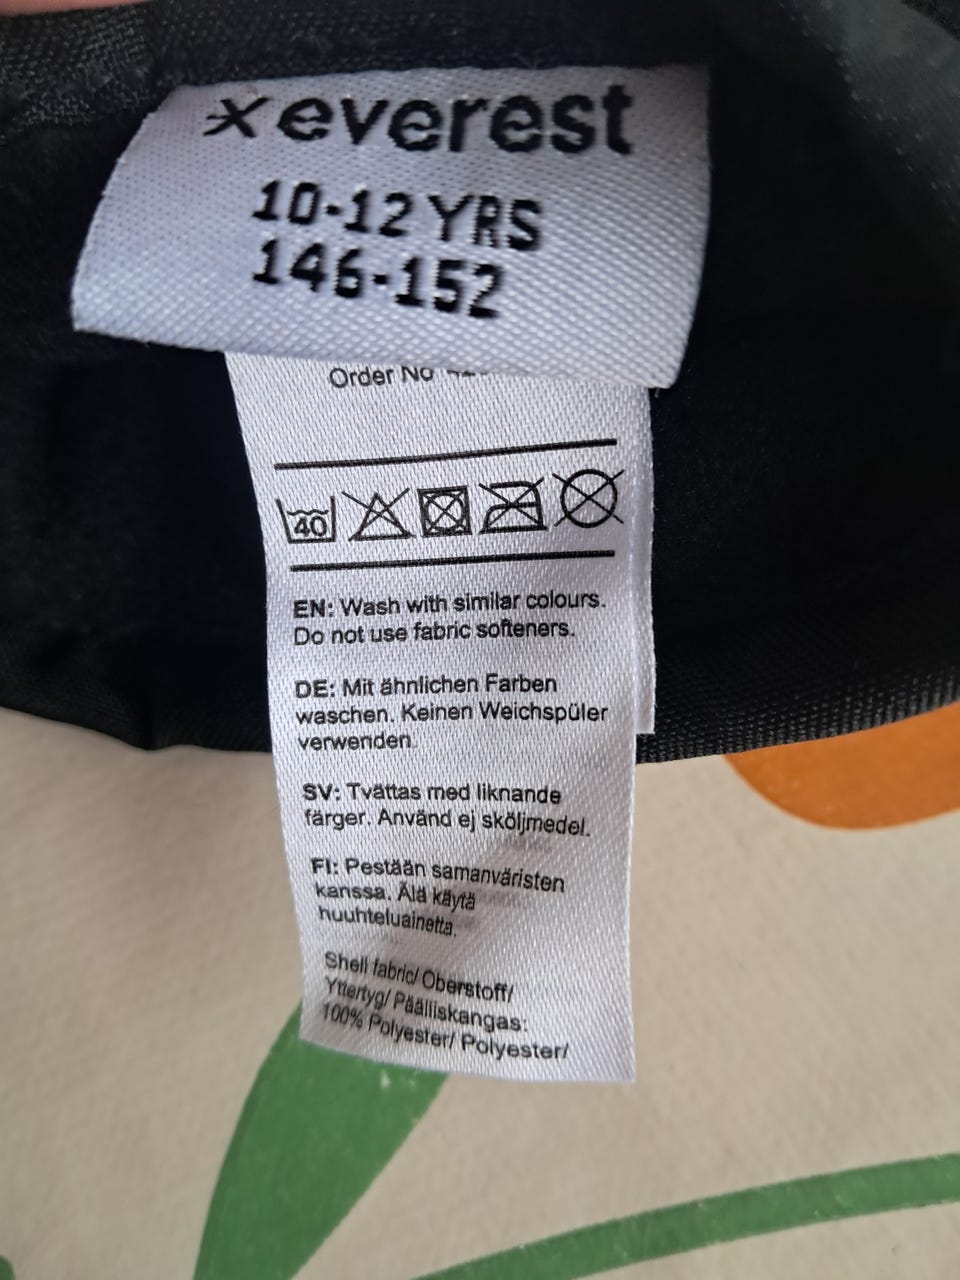 everest
10-12 YRS
146-152
Order No
40
EN: Wash with similar colours.
Do not use fabric softeners.
DE: Mit ähnlichen Farben
waschen. Keinen Weichspüler
verwenden.
SV: Tvättas med liknande
färger. Använd ej sköljmedel.
FI: Pestään samanväristen
kanssa. Älä käytä
huuhteluainetta.
Shell fabric/ Oberstoff/
Yttertyg/ Päälliskangas:
100% Polyester/ Polyester/